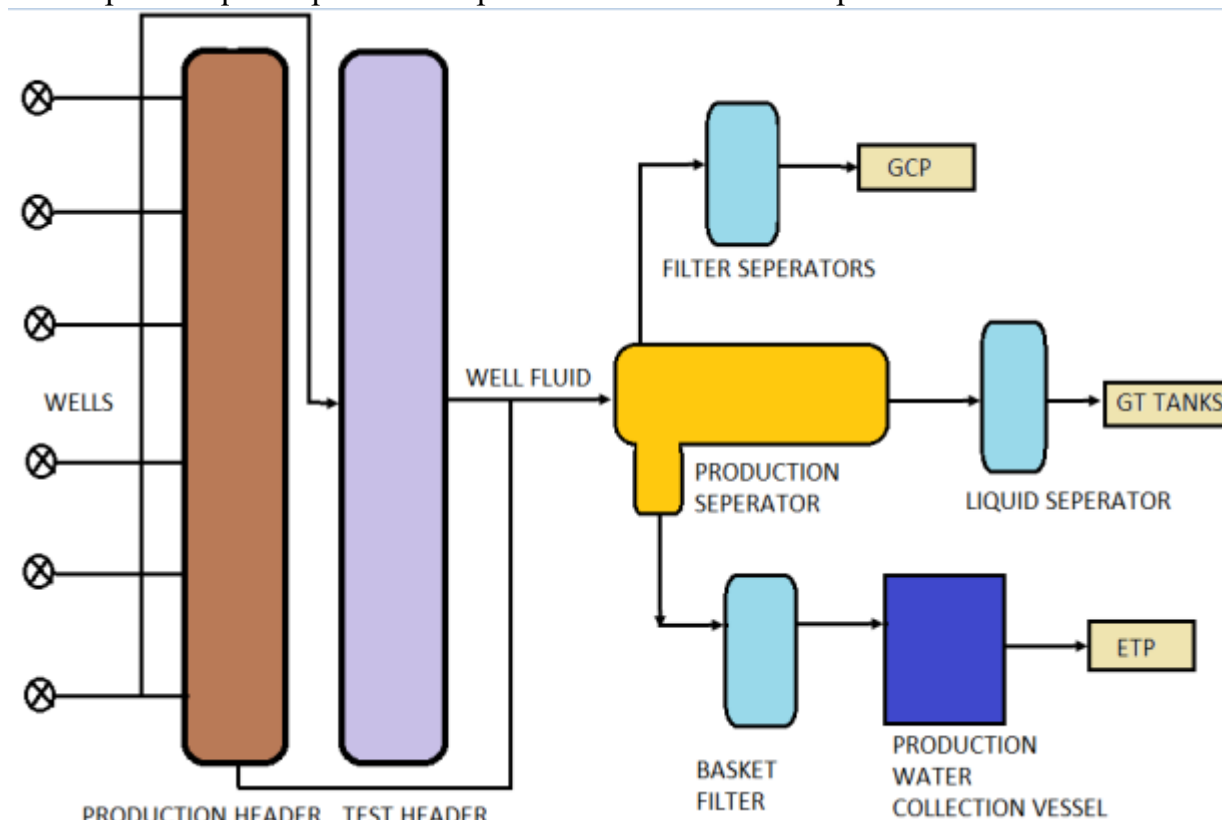 GCP
FILTER SEPERATORS
WELL FLUID
WELLS
GT TANKS
PRODUCTION
SEPERATOR
LIQUID SEPERATOR
ETP
BASKET
FILTER
PRODUCTION
WATER
COLLECTION VESSEL
PRODUCTION HEADER TEST HEADER